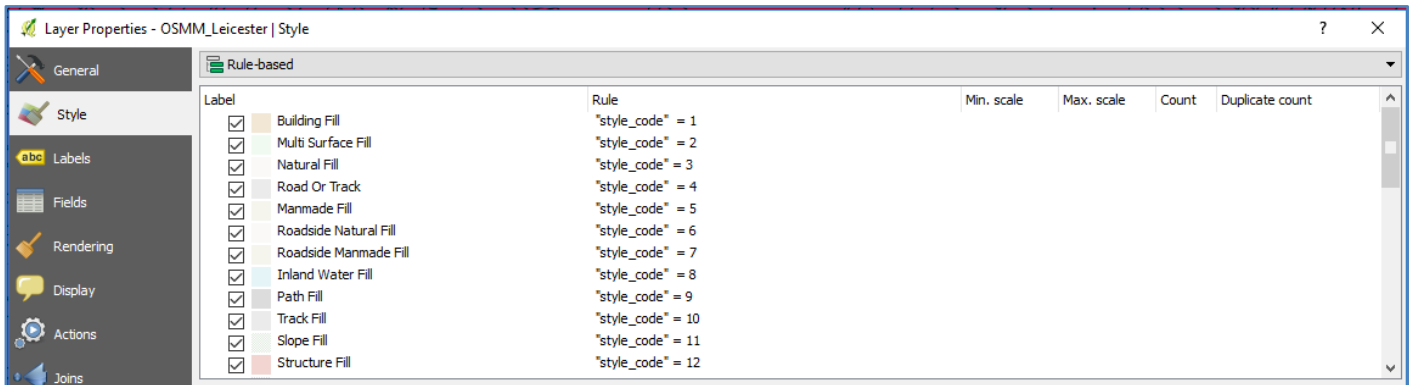 Layer Properties - OSMM_Leicester | Style ? ×
General
Style
abc Labels
Fields
Rendering
Display
Actions
Joins
Rule-based
Label Rule Min. scale Max. scale Count Duplicate count
Building Fill "style_code" = 1
Multi Surface Fill "style_code" = 2
Natural Fill "style_code" = 3
Road Or Track "style_code" = 4
Manmade Fill "style_code" = 5
Roadside Natural Fill "style_code" = 6
Roadside Manmade Fill "style_code" = 7
Inland Water Fill "style_code" = 8
Path Fill "style_code" = 9
Track Fill "style_code" = 10
Slope Fill "style_code" = 11
Structure Fill "style_code" = 12